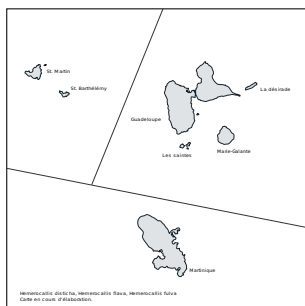 St. Martin
St. Barthélémy
La désirade
Guadeloupe
Les saintes
Marie-Galante
Martinique
Hemerocallis disticha, Hemerocallis flava, Hemerocallis fulva
Carte en cours d'élaboration.